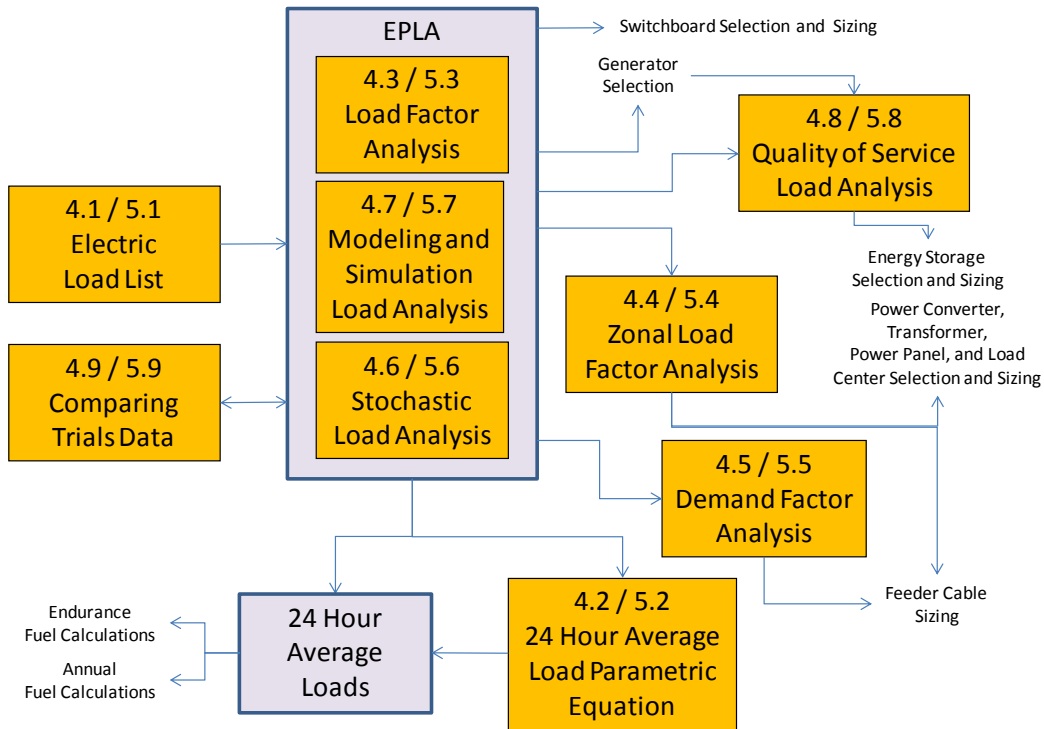 EPLA
4.3 / 5.3
Load Factor
Analysis
4.7 / 5.7
Modeling and
Simulation
Load Analysis
4.6 / 5.6
Stochastic
Load Analysis
4.1 / 5.1
Electric
Load List
4.9 / 5.9
Comparing
Trials Data
Switchboard Selection and Sizing
Generator
Selection
4.8 / 5.8
Quality of Service
Load Analysis
Energy Storage
Selection and Sizing
Power Converter,
Transformer,
Power Panel, and Load
Center Selection and Sizing
4.4 / 5.4
Zonal Load
Factor Analysis
4.5 / 5.5
Demand Factor
Analysis
Feeder Cable
Sizing
4.2 / 5.2
24 Hour Average
Load Parametric
Equation
24 Hour
Average
Loads
Endurance
Fuel Calculations
Annual
Fuel Calculations